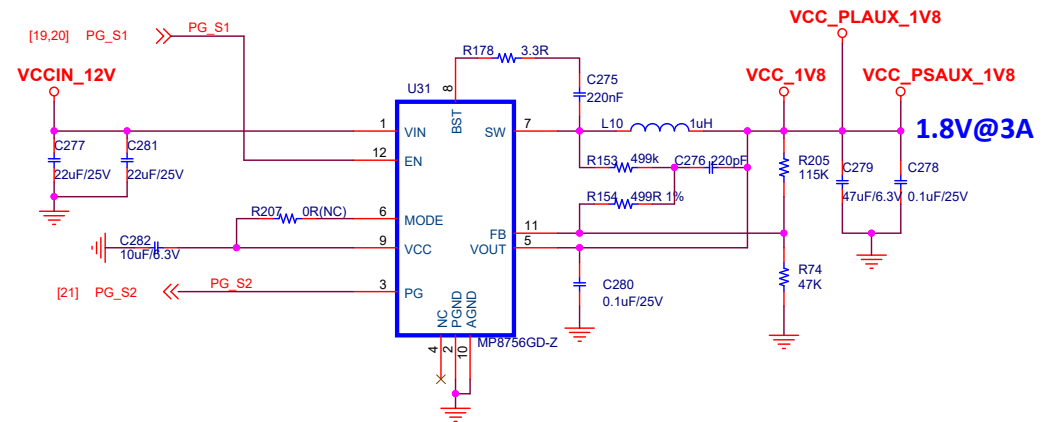 VCC_PLAUX_1V8
[19,20] PG_S1 PG_S1
R178 3.3R
VCCIN_12V
VCC_1V8
VCC_PSAUX_1V8
U31
8
C275
220nF
BST
1 VIN
SW 7
L10 1uH
1.8V@3A
12 EN
C277
22uF/25V
C281
22uF/25V
R153 499k
C276 220pF
R205
115K
C279
47uF/6.3V
C278
0.1uF/25V
R154 499R 1%
R207 0R(NC)
6 MODE
FB 11
C282
10uF/6.3V
9 VCC
VOUT 5
R74
47K
[21] PG_S2 PG_S2
3 PG
C280
0.1uF/25V
NC
PGND
AGND
4
2
10
MP8756GD-Z